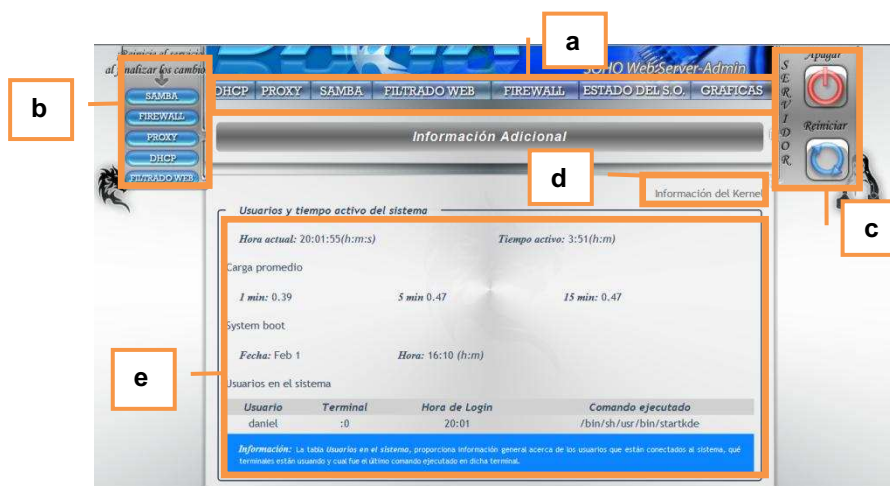 a
Reinicia el servicio
al finalizar los cambio
SOHO Web-Server-Admin.
Apagar
SERVIDOR
b
SAMBA
FIREWALL
PROXY
DHCP
FILTRADO WEB
DHCP PROXY SAMBA FILTRADO WEB FIREWALL ESTADO DEL S.O. GRAFICAS
Reiniciar
Información Adicional
d
Información del Kernel
c
Usuarios y tiempo activo del sistema
Hora actual: 20:01:55(h:m:s) Tiempo activo: 3:51(h:m)
Carga promedio
1 min: 0.39 5 min 0.47 15 min: 0.47
System boot
Fecha: Feb 1 Hora: 16:10 (h:m)
e
Usuarios en el sistema
Usuario Terminal Hora de Login Comando ejecutado
daniel :0 20:01 /bin/sh/usr/bin/startkde
Información: La tabla Usuarios en el sistema, proporciona información general acerca de los usuarios que están conectados al sistema, qué
terminales están usuando y cual fue el último comando ejecutado en dicha terminal.